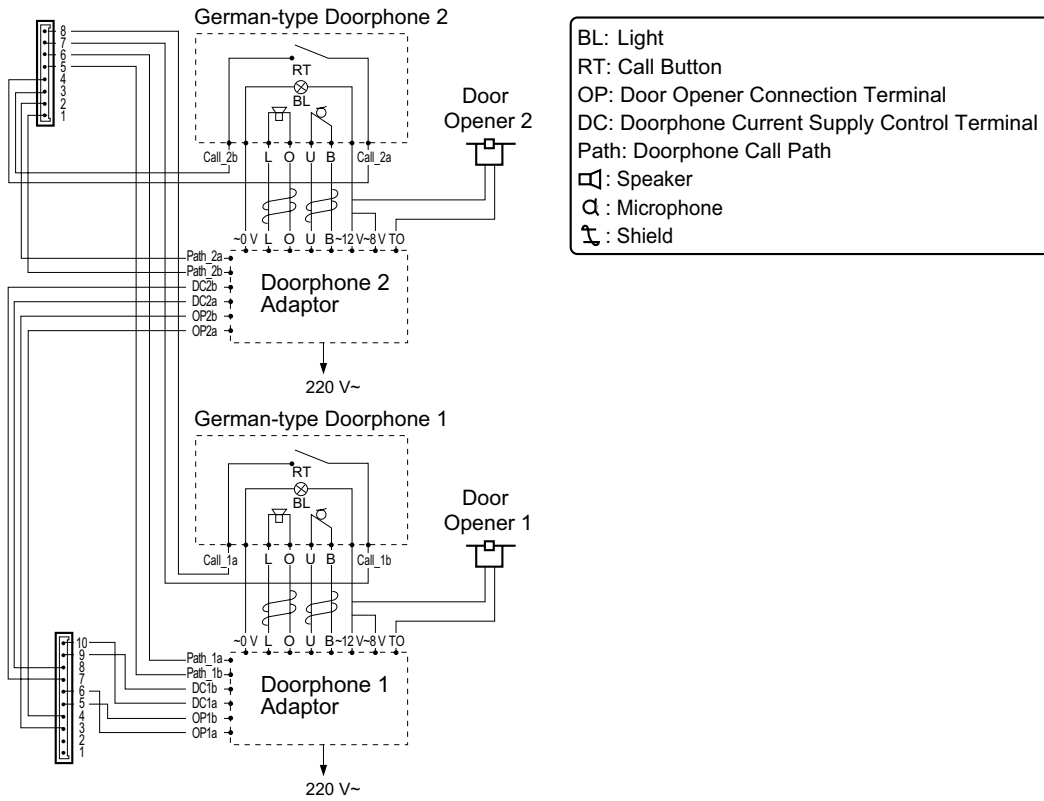 German-type Doorphone 2
8
7
6
5
4
3
2
1
RT
BL
Door
Opener 2
Call_2b L O U B Call_2a
~0 V L O U B ~12 V ~8 V TO
Path_2a
Path_2b
DC2b
DC2a
OP2b
OP2a
Doorphone 2
Adaptor
220 V~
German-type Doorphone 1
RT
BL
Door
Opener 1
Call_1a L O U B Call_1b
~0 V L O U B ~12 V ~8 V TO
10
9
8
7
6
5
4
3
2
1
Path_1a
Path_1b
DC1b
DC1a
OP1b
OP1a
Doorphone 1
Adaptor
220 V~
BL: Light
RT: Call Button
OP: Door Opener Connection Terminal
DC: Doorphone Current Supply Control Terminal
Path: Doorphone Call Path
: Speaker
: Microphone
: Shield